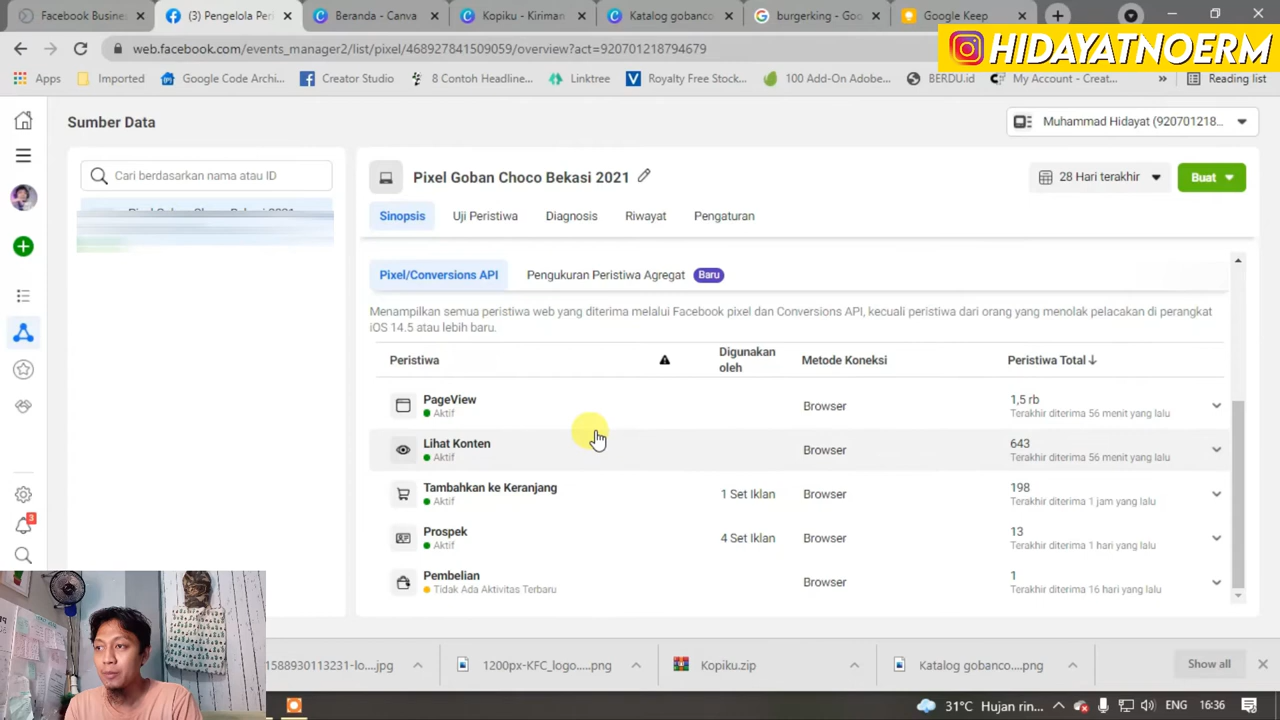 Facebook Busines
(3) Pengelola Per
Beranda - Canva
Kopiku - Kiriman
Katalog gobanco
burgerking - Goo
Google Keep
web.facebook.com/events_manager2/list/pixel/468927841509059/overview?act=920701218794679
HIDAYATNOERM
Apps
Imported
Google Code Archi...
Creator Studio
8 Contoh Headline...
Linktree
Royalty Free Stock...
100 Add-On Adobe...
BERDU.id
My Account - Creat...
»
Reading list
Sumber Data
Muhammad Hidayat (920701218...
Cari berdasarkan nama atau ID
Pixel Goban Choco Bekasi 2021
28 Hari terakhir
Buat
Sinopsis
Uji Peristiwa
Diagnosis
Riwayat
Pengaturan
Pixel/Conversions API
Pengukuran Peristiwa Agregat
Baru
Menampilkan semua peristiwa web yang diterima melalui Facebook pixel dan Conversions API, kecuali peristiwa dari orang yang menolak pelacakan di perangkat
iOS 14.5 atau lebih baru.
Peristiwa
Digunakan
oleh
Metode Koneksi
Peristiwa Total
PageView
Aktif
Browser
1,5 rb
Terakhir diterima 56 menit yang lalu
Lihat Konten
Aktif
Browser
643
Terakhir diterima 56 menit yang lalu
Tambahkan ke Keranjang
Aktif
1 Set Iklan
Browser
198
Terakhir diterima 1 jam yang lalu
Prospek
Aktif
4 Set Iklan
Browser
13
Terakhir diterima 1 hari yang lalu
Pembelian
Tidak Ada Aktivitas Terbaru
Browser
1
Terakhir diterima 16 hari yang lalu
3
1588930113231-lo....jpg
1200px-KFC_logo.....png
Kopiku.zip
Katalog gobanco....png
Show all
31°C Hujan rin...
ENG
16:36